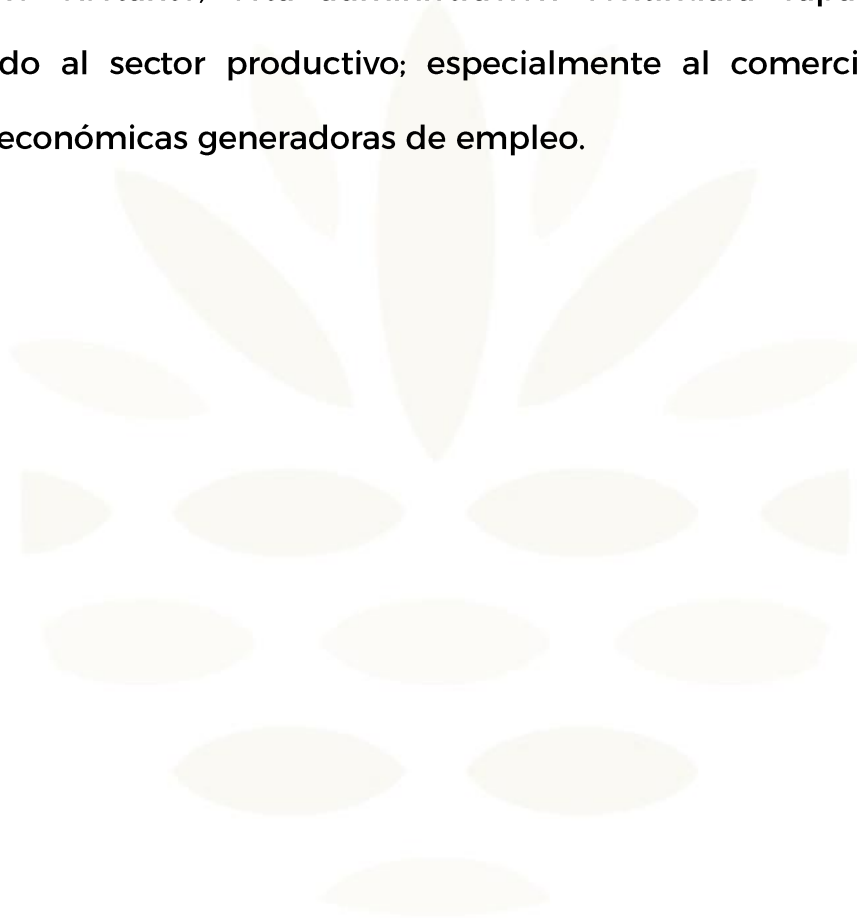 do al sector productivo; especialmente al comerci
económicas generadoras de empleo.